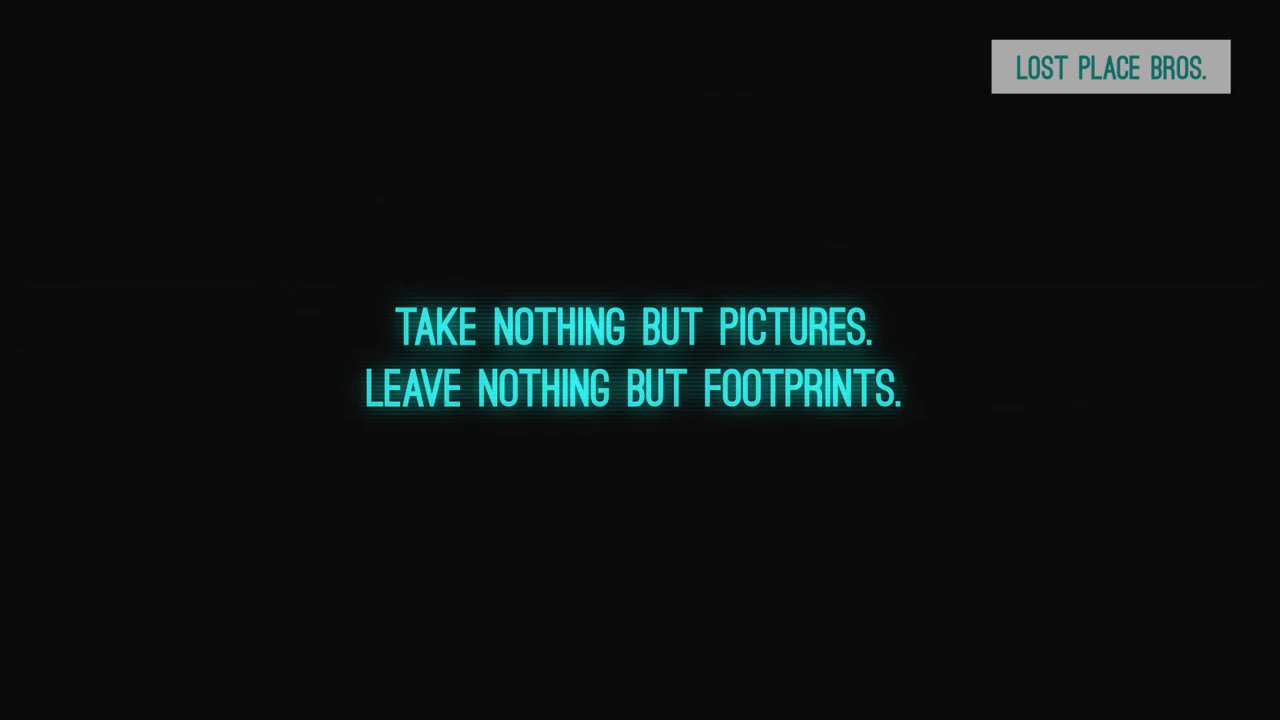 LOST PLACE BROS.
TAKE NOTHING BUT PICTURES.
LEAVE NOTHING BUT FOOTPRINTS.